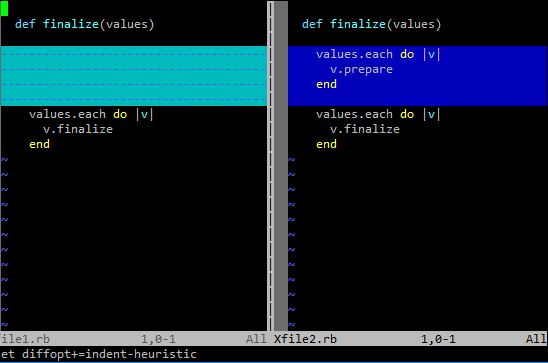 def finalize(values)
values.each do |v|
v.finalize
end
~
~
~
~
~
~
~
~
~
~
~
~
def finalize(values)
values.each do |v|
v.prepare
end
values.each do |v|
v.finalize
end
~
~
~
~
~
~
~
~
~
~
~
~
file1.rb 1,0-1 All Xfile2.rb 1,0-1 All
et diffopt+=indent-heuristic